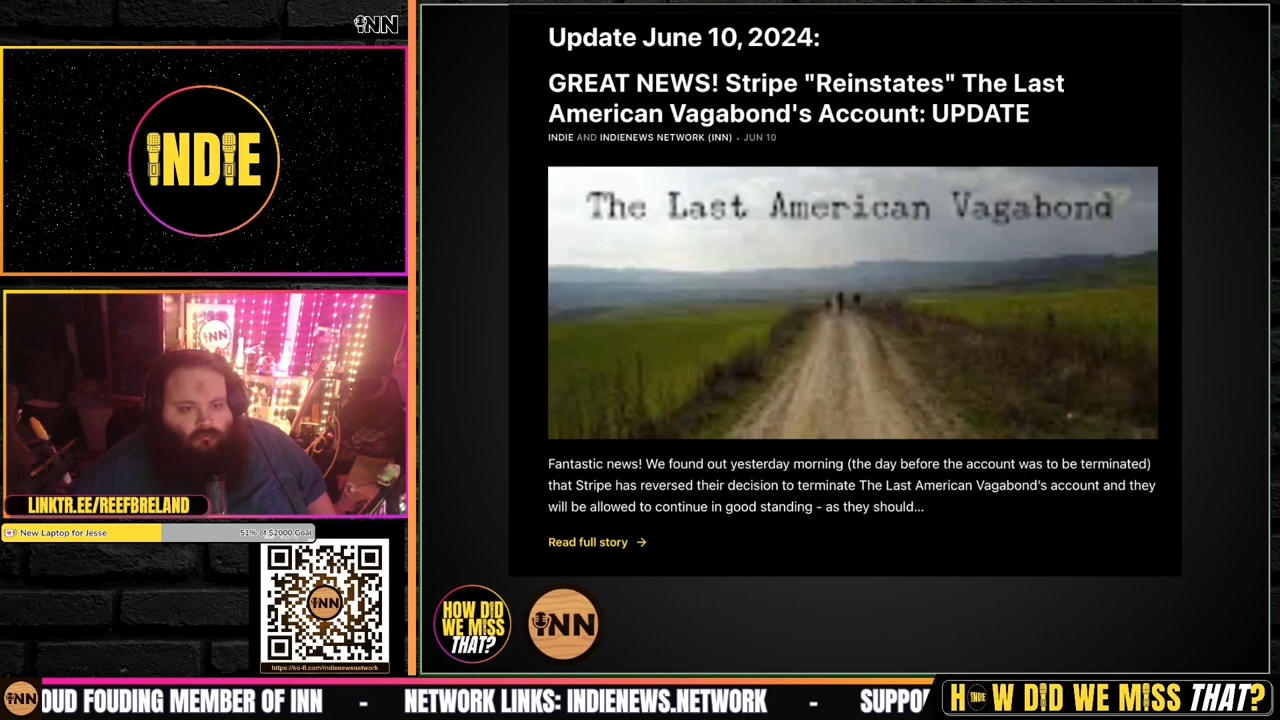 INN
INDIE
LINKTR.EE/REEFBRELAND
New Laptop for Jesse
51% of $2000 Goal
INN
https://ko-fi.com/indienewsnetwork
Update June 10, 2024:
GREAT NEWS! Stripe "Reinstates" The Last
American Vagabond's Account: UPDATE
INDIE AND INDIENEWS NETWORK (INN) • JUN 10
The Last American Vagabond
Fantastic news! We found out yesterday morning (the day before the account was to be terminated)
that Stripe has reversed their decision to terminate The Last American Vagabond's account and they
will be allowed to continue in good standing - as they should...
Read full story →
HOW DID
WE MISS
THAT?
INN
INN
OUD FOUDING MEMBER OF INN - NETWORK LINKS: INDIENEWS.NETWORK - SUPPO
HOW DID WE MISS THAT?